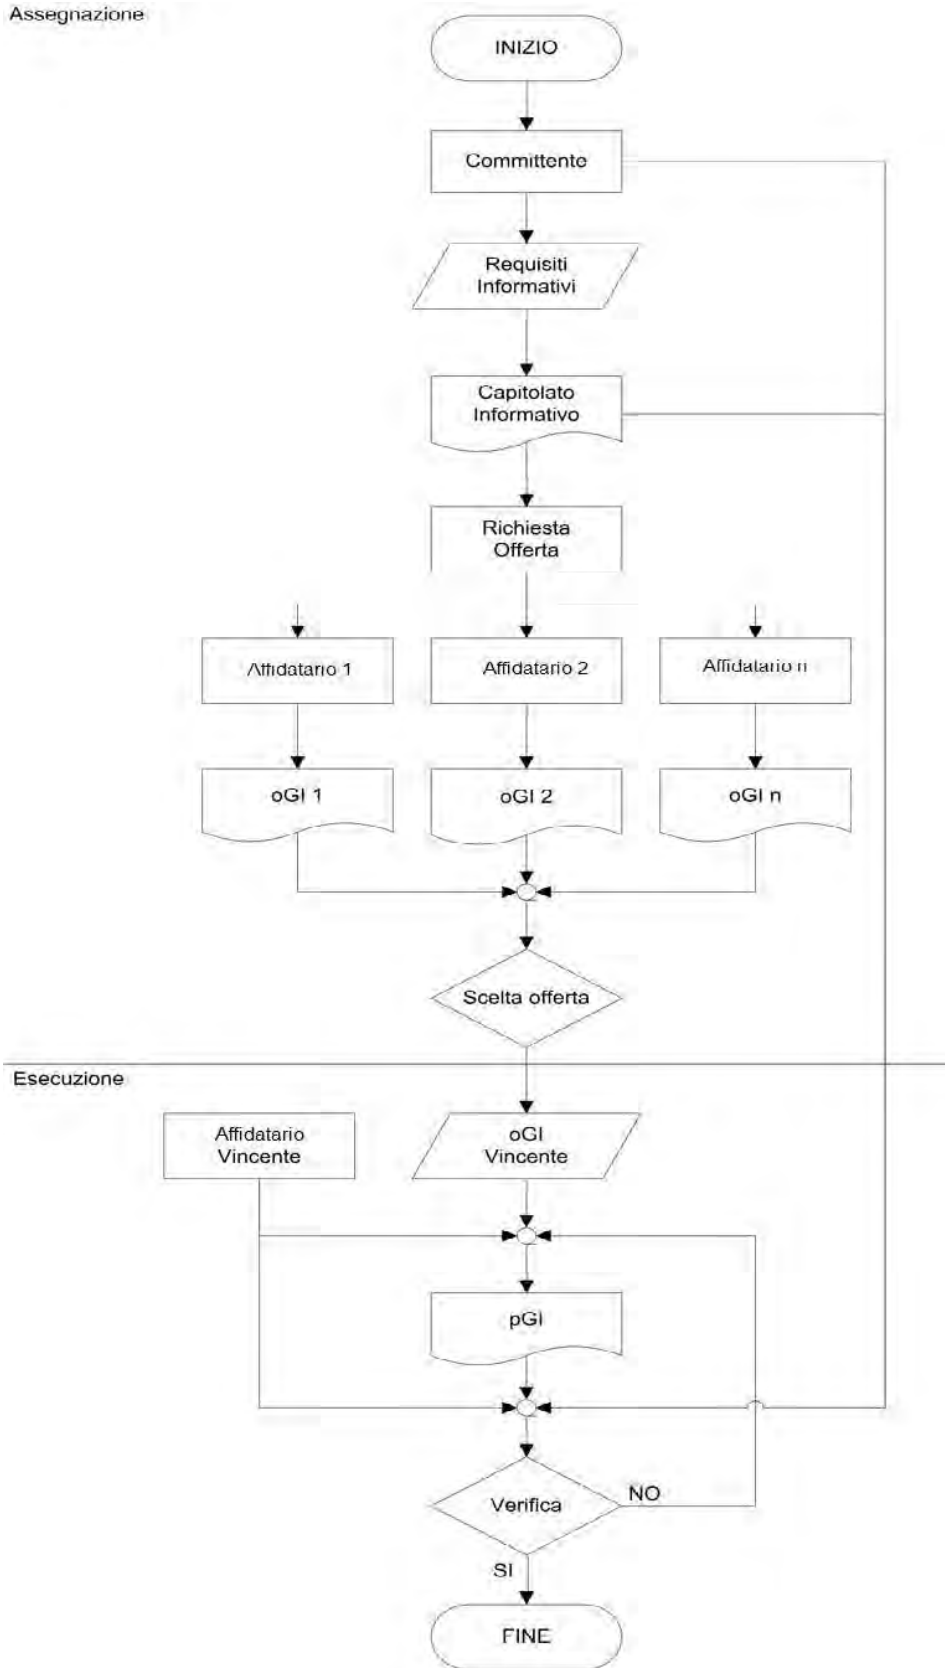 Assegnazione
INIZIO
Committente
Requisiti
Informativi
Capitolato
Informativo
Richiesta
Offerta
Affidatario 1
Affidatario 2
Affidatario n
oGI 1
oGI 2
oGI n
Scelta offerta
Esecuzione
Affidatario
Vincente
oGI
Vincente
pGI
Verifica
NO
SI
FINE